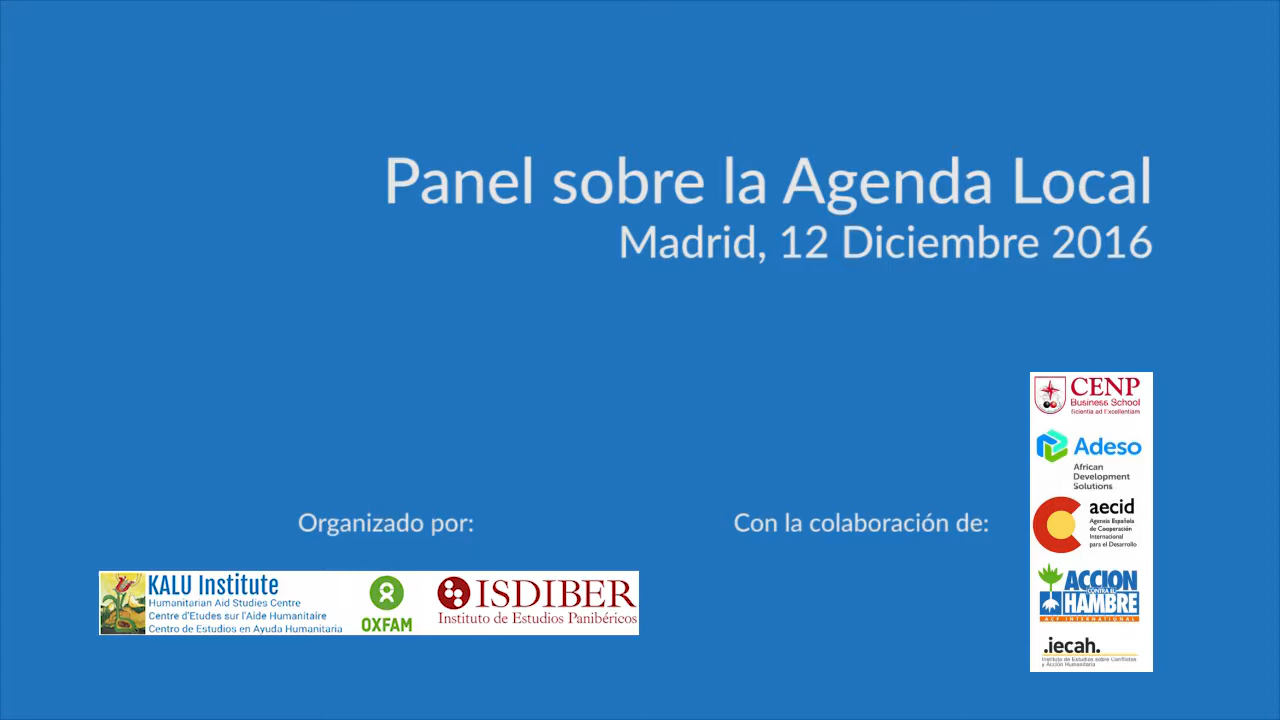 Panel sobre la Agenda Local
Madrid, 12 Diciembre 2016
Organizado por:
KALU Institute
Humanitarian Aid Studies Centre
Centre d'Etudes sur l'Aide Humanitaire
Centro de Estudios en Ayuda Humanitaria
OXFAM
ISDIBER
Instituto de Estudios Panibéricos
Con la colaboración de:
CENP
Business School
Scientia ad Excellentiam
Adeso
African
Development
Solutions
aecid
Agencia Española
de Cooperación
Internacional
para el Desarrollo
ACCION
CONTRA EL
HAMBRE
ACF INTERNATIONAL
.iecah.
Instituto de Estudios sobre Conflictos
y Acción Humanitaria